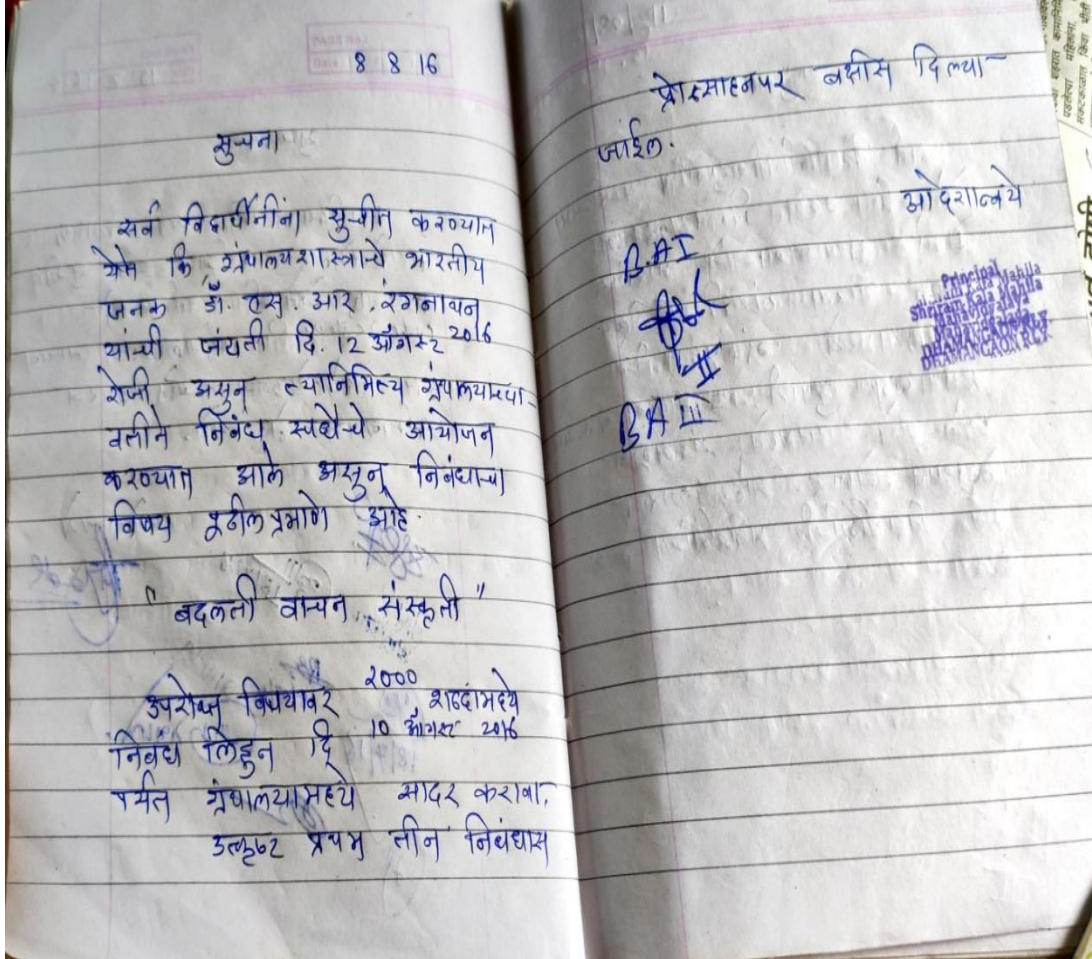 8 8 16
सुचना
सर्व विद्यार्थीनींना सुचीत करण्यात
येते कि, ग्रंथालयशास्त्राचे भारतीय
जनक डॉ. एस. आर. रंगनाथन
यांची जयंती दि. 12 ऑगस्ट 2016
रोजी असुन त्यानिमित्य ग्रंथालयाच्या-
वतीने निबंध स्पर्धेचे आयोजन
करण्यात आले असुन निबंधाचा
विषय पुढील प्रमाणे आहे.
"बदलती वाचन संस्कृती"
उपरोक्त विषयावर 2000 शब्दांमध्ये
निबंध लिहुन दि 10 ऑगस्ट 2016
पर्यंत ग्रंथालयामध्ये सादर करावा.
उत्कृष्ट प्रथम तीन निबंधास
प्रोत्साहनपर बक्षीस दिल्या-
जाईल.
आदेशान्वये
B.A I
II
B A III
Principal
DHAMANGAON RLY